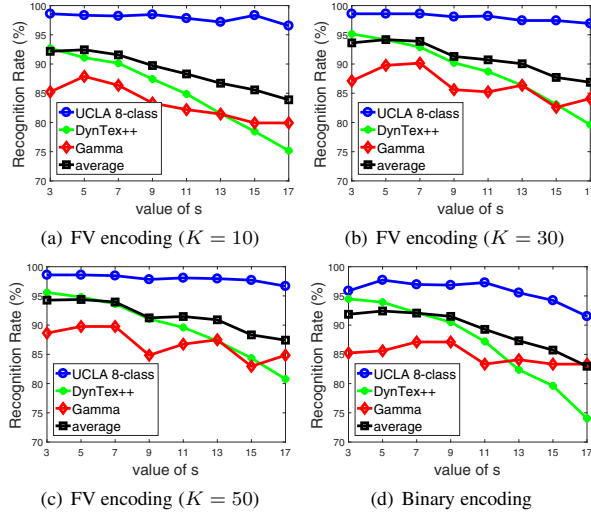 100
95
90
85
80
75
70
Recognition Rate (%)
UCLA 8-class
DynTex++
Gamma
average
3 5 7 9 11 13 15 17
value of s
(a) FV encoding (K = 10)
100
95
90
85
80
75
70
Recognition Rate (%)
UCLA 8-class
DynTex++
Gamma
average
3 5 7 9 11 13 15 17
value of s
(b) FV encoding (K = 30)
100
95
90
85
80
75
70
Recognition Rate (%)
UCLA 8-class
DynTex++
Gamma
average
3 5 7 9 11 13 15 17
value of s
(c) FV encoding (K = 50)
100
95
90
85
80
75
70
Recognition Rate (%)
UCLA 8-class
DynTex++
Gamma
average
3 5 7 9 11 13 15 17
value of s
(d) Binary encoding